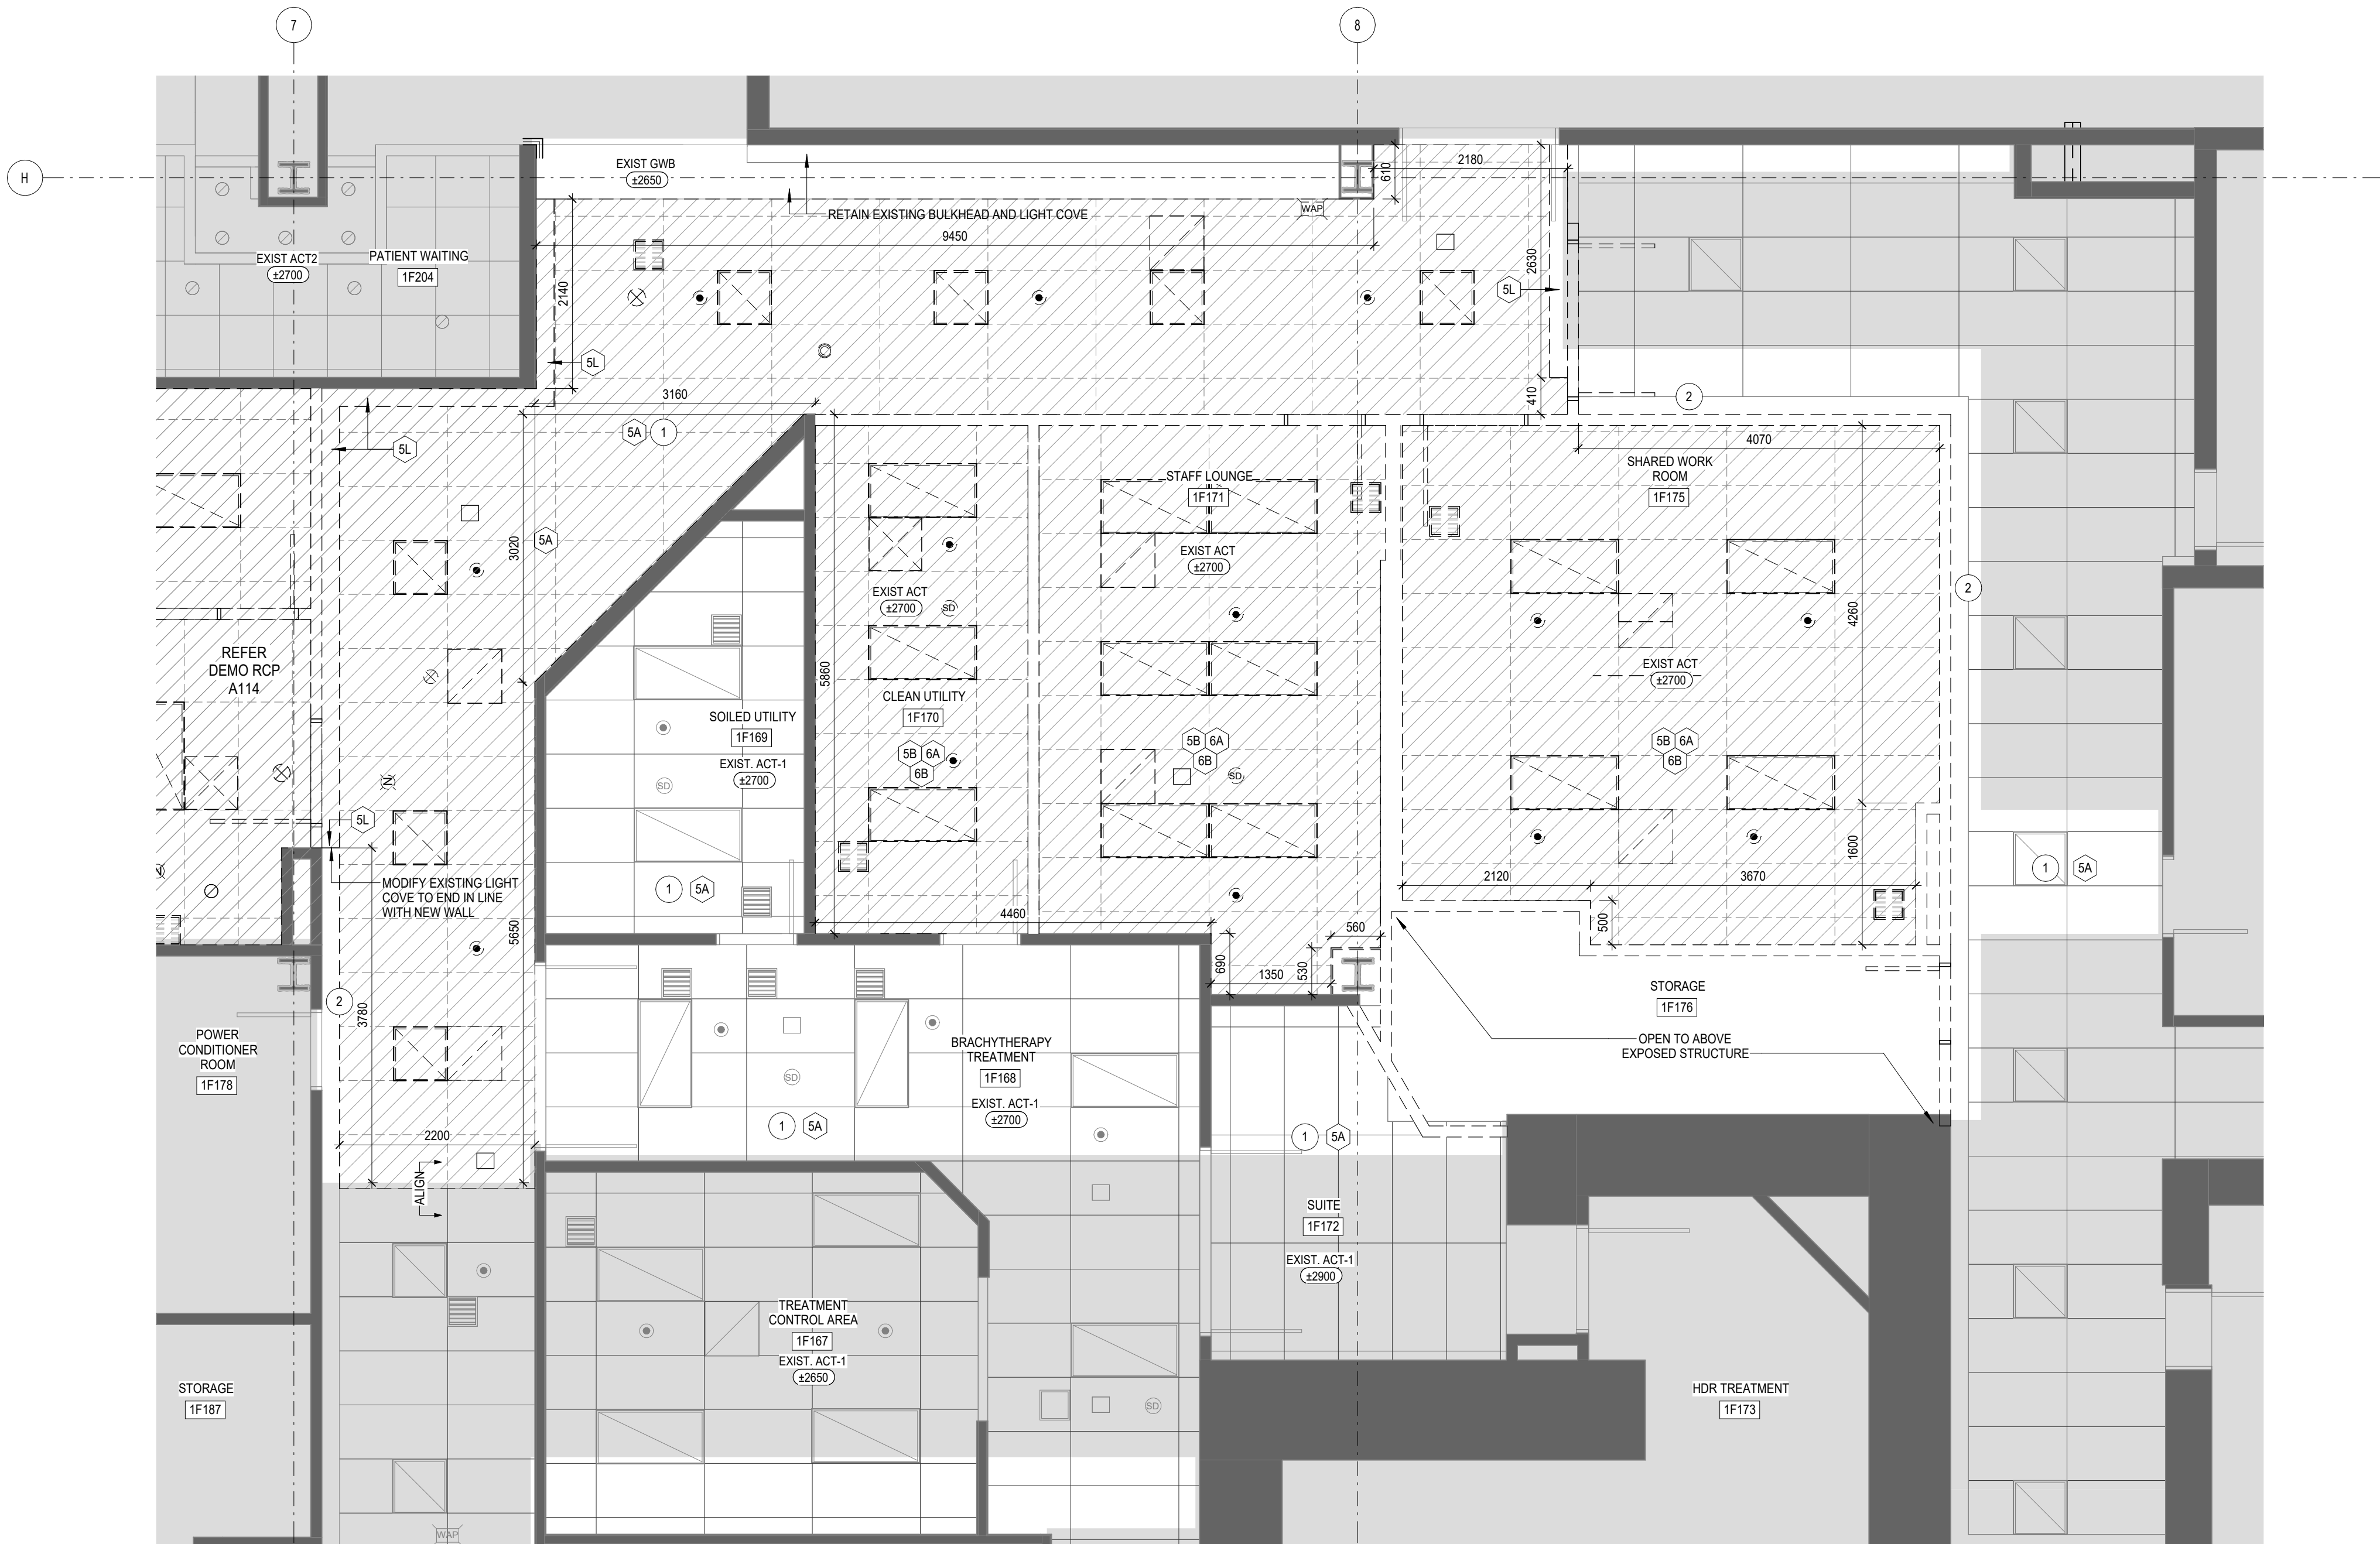 7
8
H
EXIST GWB
±2650
2180
610
RETAIN EXISTING BULKHEAD AND LIGHT COVE
WAP
9450
EXIST ACT2
±2700
PATIENT WAITING
1F204
2140
2630
5L
5L
3160
410
2
5A
1
5L
4070
SHARED WORK
ROOM
1F175
STAFF LOUNGE
1F171
3020
5A
EXIST ACT
±2700
EXIST ACT
±2700
SD
2
4260
REFER
DEMO RCP
A114
5860
EXIST ACT
±2700
CLEAN UTILITY
1F170
SOILED UTILITY
1F169
EXIST. ACT-1
±2700
5B
6A
6B
5B
6A
6B
5B
6A
6B
N
SD
SD
5L
1600
1
5A
MODIFY EXISTING LIGHT
COVE TO END IN LINE
WITH NEW WALL
N
1
5A
2120
3670
5650
4460
560
500
690
1350
530
2
3780
STORAGE
1F176
POWER
CONDITIONER
ROOM
1F178
BRACHYTHERAPY
TREATMENT
1F168
EXIST. ACT-1
±2700
SD
OPEN TO ABOVE
EXPOSED STRUCTURE
1
5A
1
5A
2200
ALIGN
SUITE
1F172
EXIST. ACT-1
±2900
TREATMENT
CONTROL AREA
1F167
EXIST. ACT-1
±2650
STORAGE
1F187
SD
HDR TREATMENT
1F173
WAP